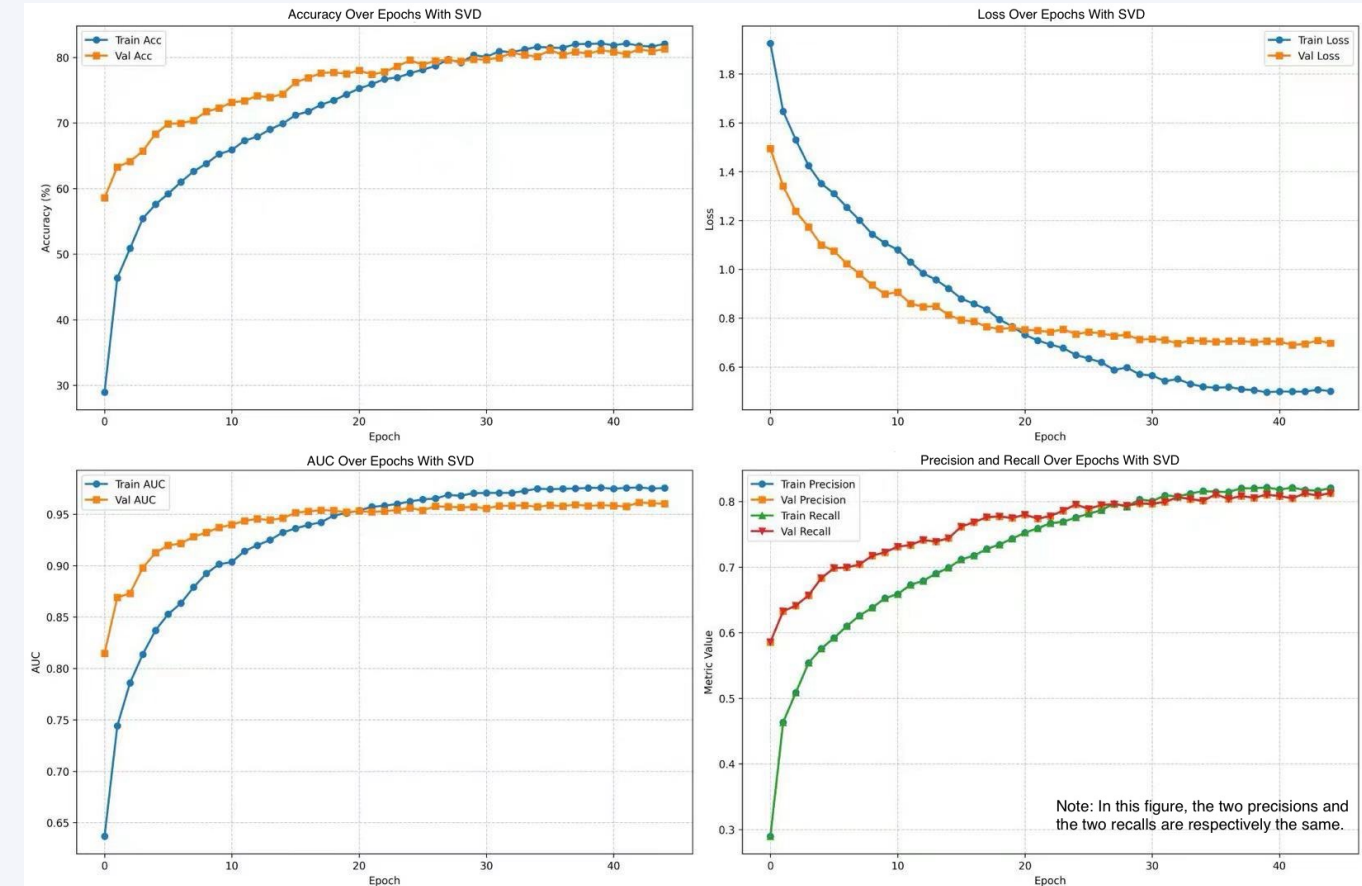 Accuracy Over Epochs With SVD
Train Acc
Val Acc
80
70
60
50
40
30
Accuracy (%)
0 10 20 30 40
Epoch
Loss Over Epochs With SVD
Train Loss
Val Loss
1.8
1.6
1.4
1.2
1.0
0.8
0.6
Loss
0 10 20 30 40
Epoch
AUC Over Epochs With SVD
Train AUC
Val AUC
0.95
0.90
0.85
0.80
0.75
0.70
0.65
AUC
0 10 20 30 40
Epoch
Precision and Recall Over Epochs With SVD
Train Precision
Val Precision
Train Recall
Val Recall
0.8
0.7
0.6
0.5
0.4
0.3
Metric Value
Note: In this figure, the two precisions and
the two recalls are respectively the same.
0 10 20 30 40
Epoch